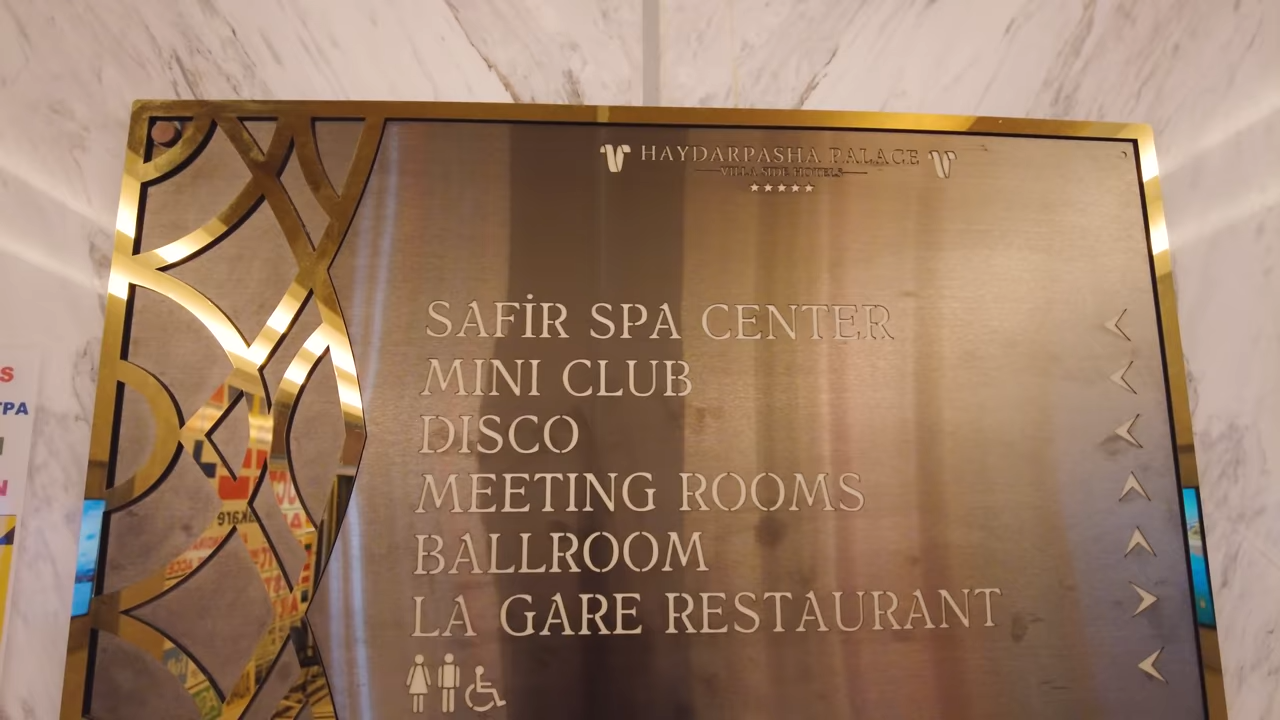 HAYDARPASHA PALACE
VILLA SIDE HOTELS
SAFİR SPA CENTER
MINI CLUB
DISCO
MEETING ROOMS
BALLROOM
LA GARE RESTAURANT